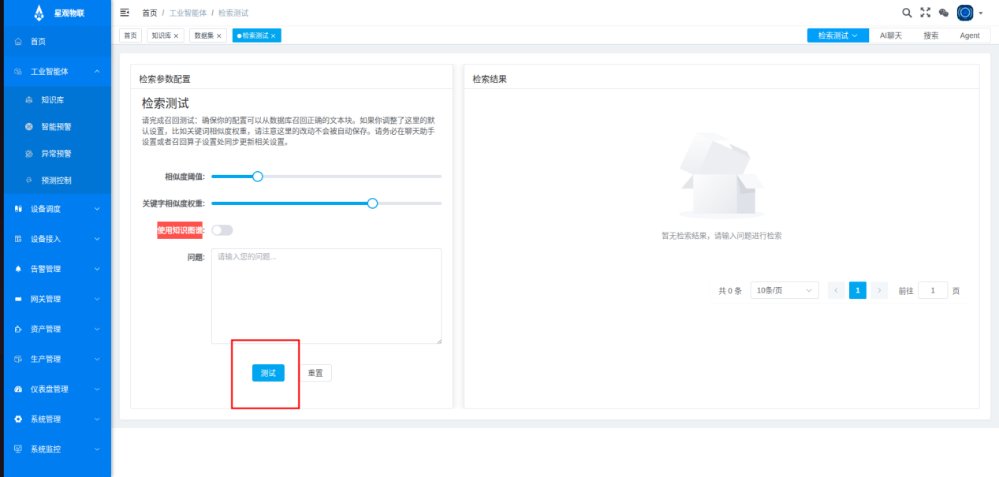 星观物联
首页 / 工业智能体 / 检索测试
首页
知识库 ×
数据集 ×
检索测试 ×
检索测试
AI聊天
搜索
Agent
首页
工业智能体
知识库
智能预警
异常预警
预测控制
设备调度
设备接入
告警管理
网关管理
资产管理
生产管理
仪表盘管理
系统管理
系统监控
检索参数配置
检索测试
请完成召回测试：确保你的配置可以从数据库召回正确的文本块。如果你调整了这里的默
认设置，比如关键词相似度权重，请注意这里的改动不会被自动保存。请务必在聊天助手
设置或者召回算子设置处同步更新相关设置。
相似度阈值:
关键字相似度权重:
使用知识图谱:
问题:
请输入您的问题...
测试
重置
检索结果
暂无检索结果，请输入问题进行检索
共 0 条
10条/页
1
前往
1
页